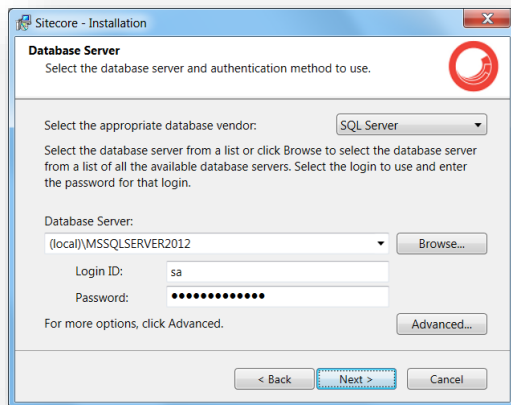 Sitecore - Installation
Database Server
Select the database server and authentication method to use.
Select the appropriate database vendor:
SQL Server
Select the database server from a list or click Browse to select the database server
from a list of all the available database servers. Select the login to use and enter
the password for that login.
Database Server:
(local)\MSSQLSERVER2012
Browse...
Login ID:
sa
Password:
•••••••••••••
For more options, click Advanced.
Advanced...
< Back
Next >
Cancel